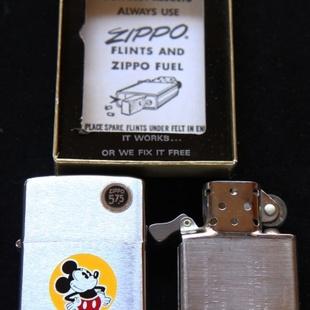 ALWAYS USE
ZIPPO
FLINTS AND
ZIPPO FUEL
PLACE SPARE FLINTS UNDER FELT IN
IT WORKS...
OR WE FIX IT FREE
ZIPPO
575